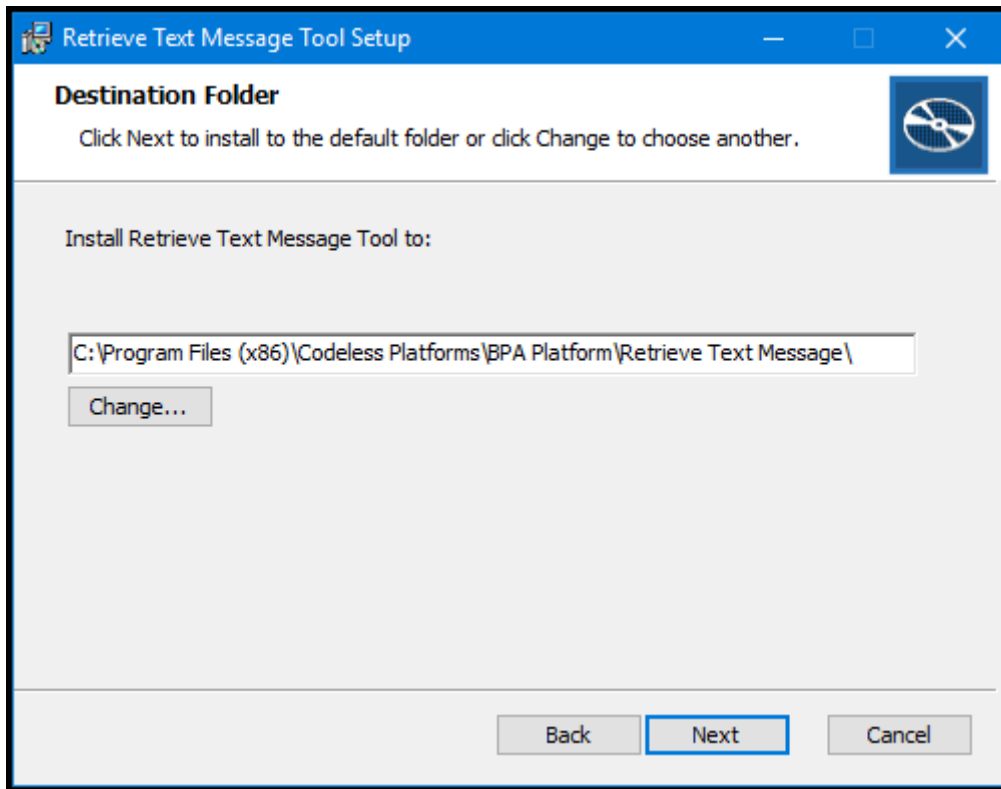 Retrieve Text Message Tool Setup
Destination Folder
Click Next to install to the default folder or click Change to choose another.
Install Retrieve Text Message Tool to:
C:\Program Files (x86)\Codeless Platforms\BPA Platform\Retrieve Text Message\
Change...
Back Next Cancel